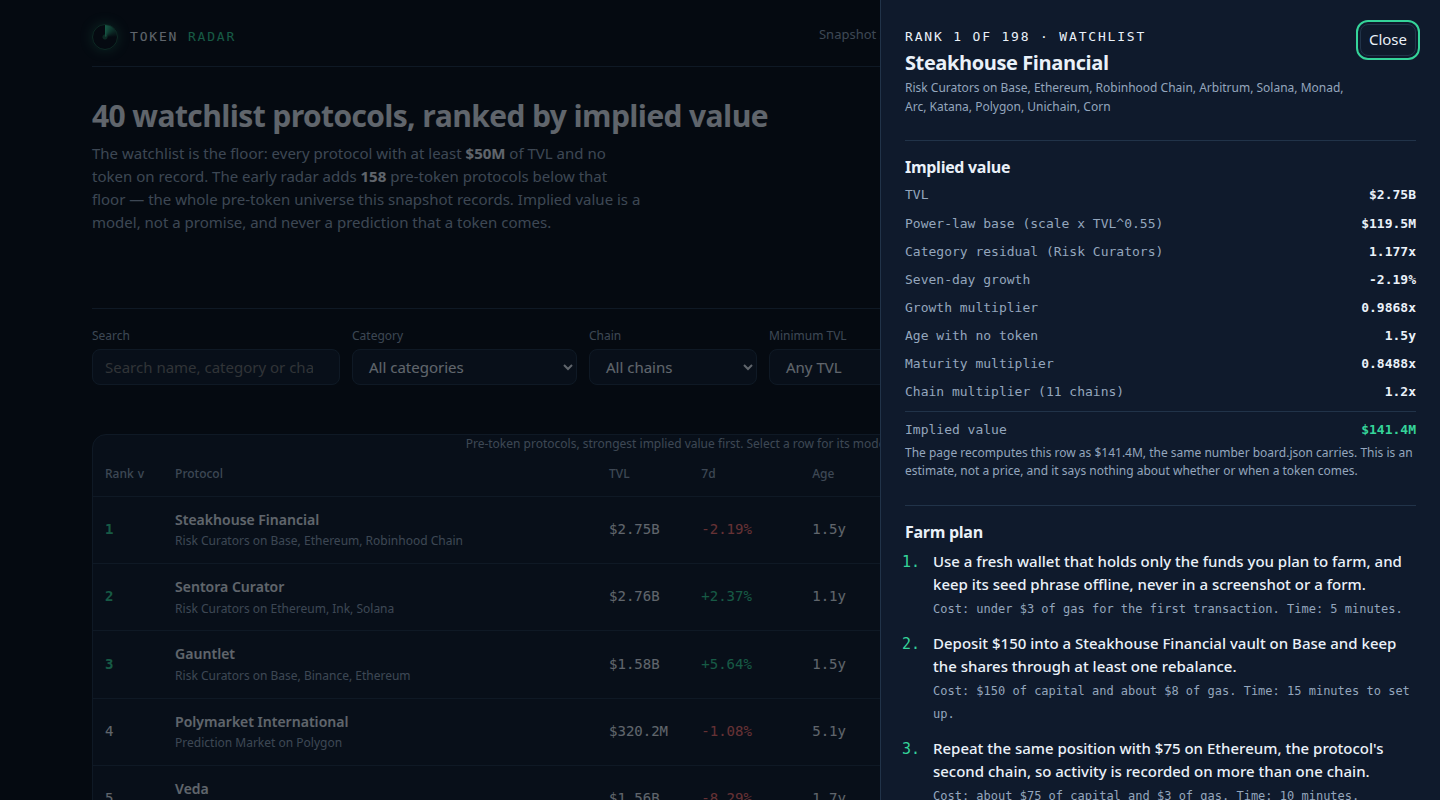 TOKEN RADAR
Snapshot
40 watchlist protocols, ranked by implied value
The watchlist is the floor: every protocol with at least $50M of TVL and no
token on record. The early radar adds 158 pre-token protocols below that
floor — the whole pre-token universe this snapshot records. Implied value is a
model, not a promise, and never a prediction that a token comes.
Search Category Chain Minimum TVL
Search name, category or cha All categories All chains Any TVL
Pre-token protocols, strongest implied value first. Select a row for its
Rank v Protocol TVL 7d Age
1 Steakhouse Financial $2.75B -2.19% 1.5y
Risk Curators on Base, Ethereum, Robinhood Chain
2 Sentora Curator $2.76B +2.37% 1.1y
Risk Curators on Ethereum, Ink, Solana
3 Gauntlet $1.58B +5.64% 1.5y
Risk Curators on Base, Binance, Ethereum
4 Polymarket International $320.2M -1.08% 5.1y
Prediction Market on Polygon
5 Veda $1.56B -8.29% 1.7y
RANK 1 OF 198 · WATCHLIST
Close
Steakhouse Financial
Risk Curators on Base, Ethereum, Robinhood Chain, Arbitrum, Solana, Monad,
Arc, Katana, Polygon, Unichain, Corn
Implied value
TVL $2.75B
Power-law base (scale x TVL^0.55) $119.5M
Category residual (Risk Curators) 1.177x
Seven-day growth -2.19%
Growth multiplier 0.9868x
Age with no token 1.5y
Maturity multiplier 0.8488x
Chain multiplier (11 chains) 1.2x
Implied value $141.4M
The page recomputes this row as $141.4M, the same number board.json carries. This is an
estimate, not a price, and it says nothing about whether or when a token comes.
Farm plan
1. Use a fresh wallet that holds only the funds you plan to farm, and
keep its seed phrase offline, never in a screenshot or a form.
Cost: under $3 of gas for the first transaction. Time: 5 minutes.
2. Deposit $150 into a Steakhouse Financial vault on Base and keep
the shares through at least one rebalance.
Cost: $150 of capital and about $8 of gas. Time: 15 minutes to set
up.
3. Repeat the same position with $75 on Ethereum, the protocol's
second chain, so activity is recorded on more than one chain.
Cost: about $75 of capital and $3 of gas. Time: 10 minutes.